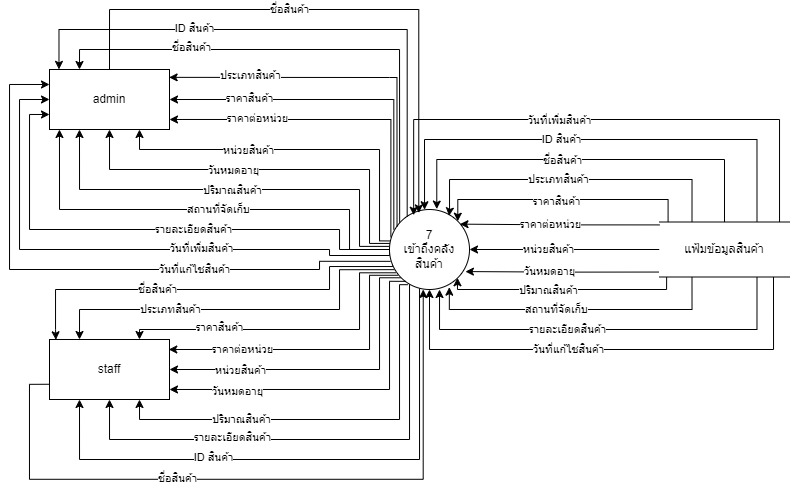 ชื่อสินค้า
ID สินค้า
ชื่อสินค้า
ประเภทสินค้า
admin
ราคาสินค้า
ราคาต่อหน่วย
หน่วยสินค้า
วันหมดอายุ
ปริมาณสินค้า
สถานที่จัดเก็บ
รายละเอียดสินค้า
วันที่เพิ่มสินค้า
วันที่แก้ไขสินค้า
วันที่เพิ่มสินค้า
ID สินค้า
ชื่อสินค้า
ประเภทสินค้า
ราคาสินค้า
ราคาต่อหน่วย
หน่วยสินค้า
วันหมดอายุ
ปริมาณสินค้า
สถานที่จัดเก็บ
รายละเอียดสินค้า
วันที่แก้ไขสินค้า
7
เข้าถึงคลัง
สินค้า
แฟ้มข้อมูลสินค้า
ชื่อสินค้า
ประเภทสินค้า
ราคาสินค้า
staff
ราคาต่อหน่วย
หน่วยสินค้า
วันหมดอายุ
ปริมาณสินค้า
รายละเอียดสินค้า
ID สินค้า
ชื่อสินค้า